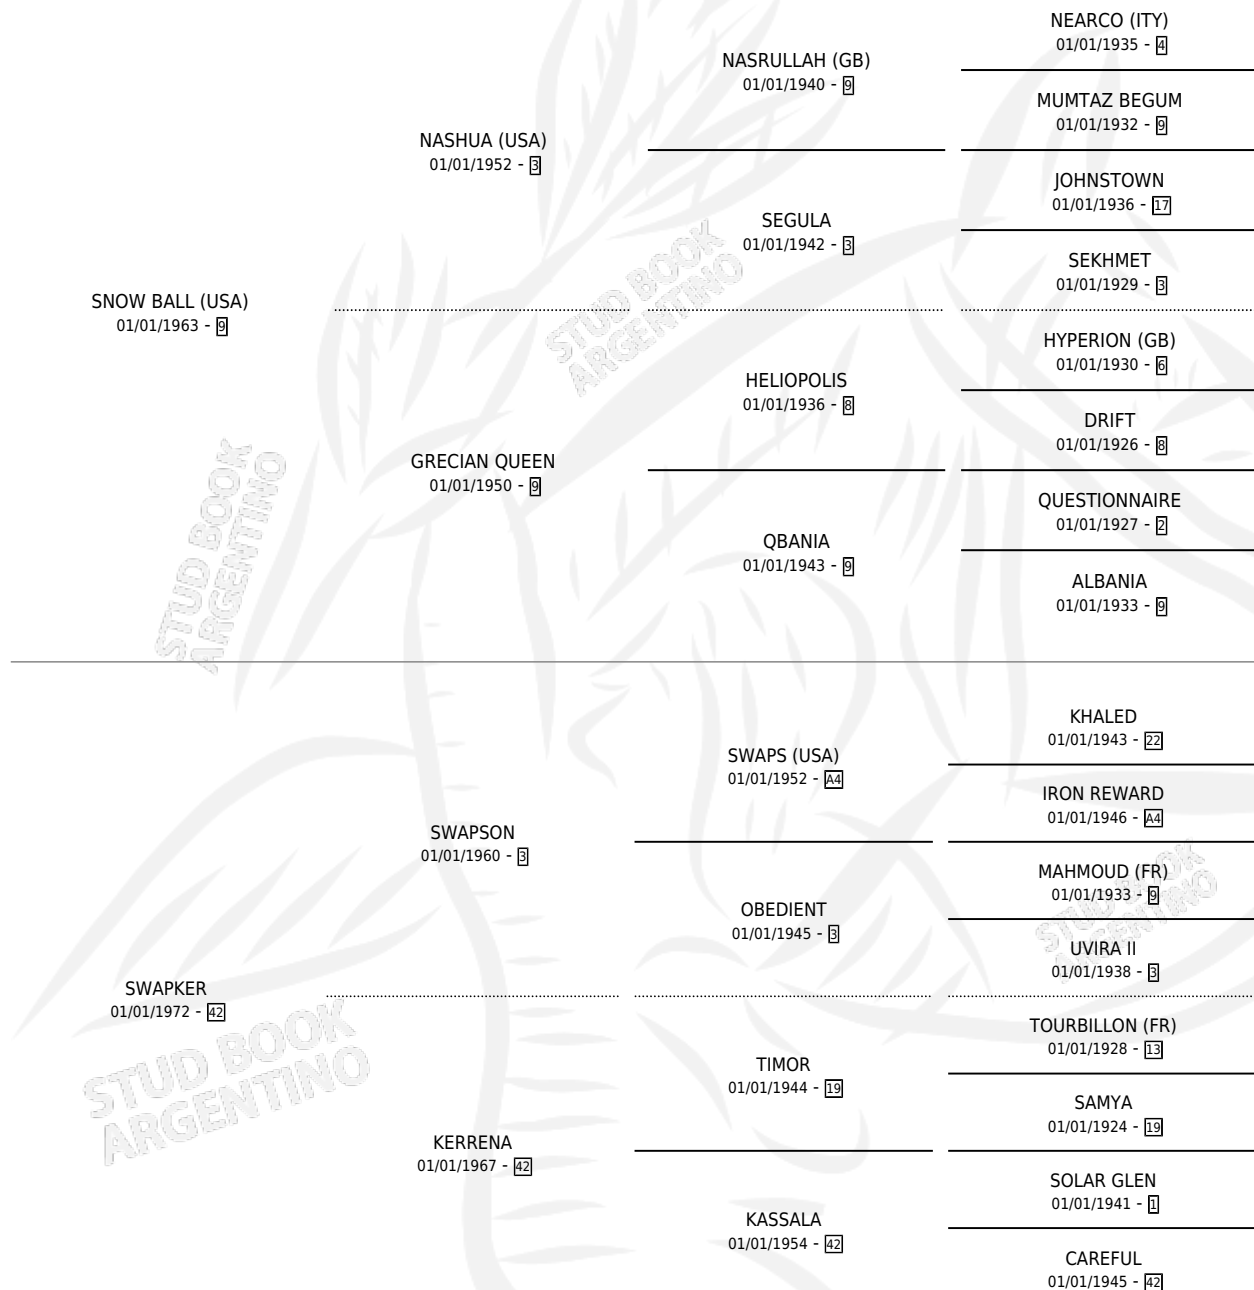 NEARCO (ITY)
01/01/1935 - 4
NASRULLAH (GB)
01/01/1940 - 9
MUMTAZ BEGUM
01/01/1932 - 9
NASHUA (USA)
01/01/1952 - 3
JOHNSTOWN
01/01/1936 - 17
SEGULA
01/01/1942 - 3
SEKHMET
01/01/1929 - 3
SNOW BALL (USA)
01/01/1963 - 9
HYPERION (GB)
01/01/1930 - 6
HELIOPOLIS
01/01/1936 - 8
DRIFT
01/01/1926 - 8
GRECIAN QUEEN
01/01/1950 - 9
QUESTIONNAIRE
01/01/1927 - 2
QBANIA
01/01/1943 - 9
ALBANIA
01/01/1933 - 9
KHALED
01/01/1943 - 22
SWAPS (USA)
01/01/1952 - A4
IRON REWARD
01/01/1946 - A4
SWAPSON
01/01/1960 - 3
MAHMOUD (FR)
01/01/1933 - 9
OBEDIENT
01/01/1945 - 3
UVIRA II
01/01/1938 - 3
SWAPKER
01/01/1972 - 42
TOURBILLON (FR)
01/01/1928 - 13
TIMOR
01/01/1944 - 19
SAMYA
01/01/1924 - 19
KERRENA
01/01/1967 - 42
SOLAR GLEN
01/01/1941 - 1
KASSALA
01/01/1954 - 42
CAREFUL
01/01/1945 - 42
STUD BOOK
ARGENTINO
STUD BOOK
ARGENTINO
STUD BOOK
ARGENTINO
STUD BOOK
ARGENTINO